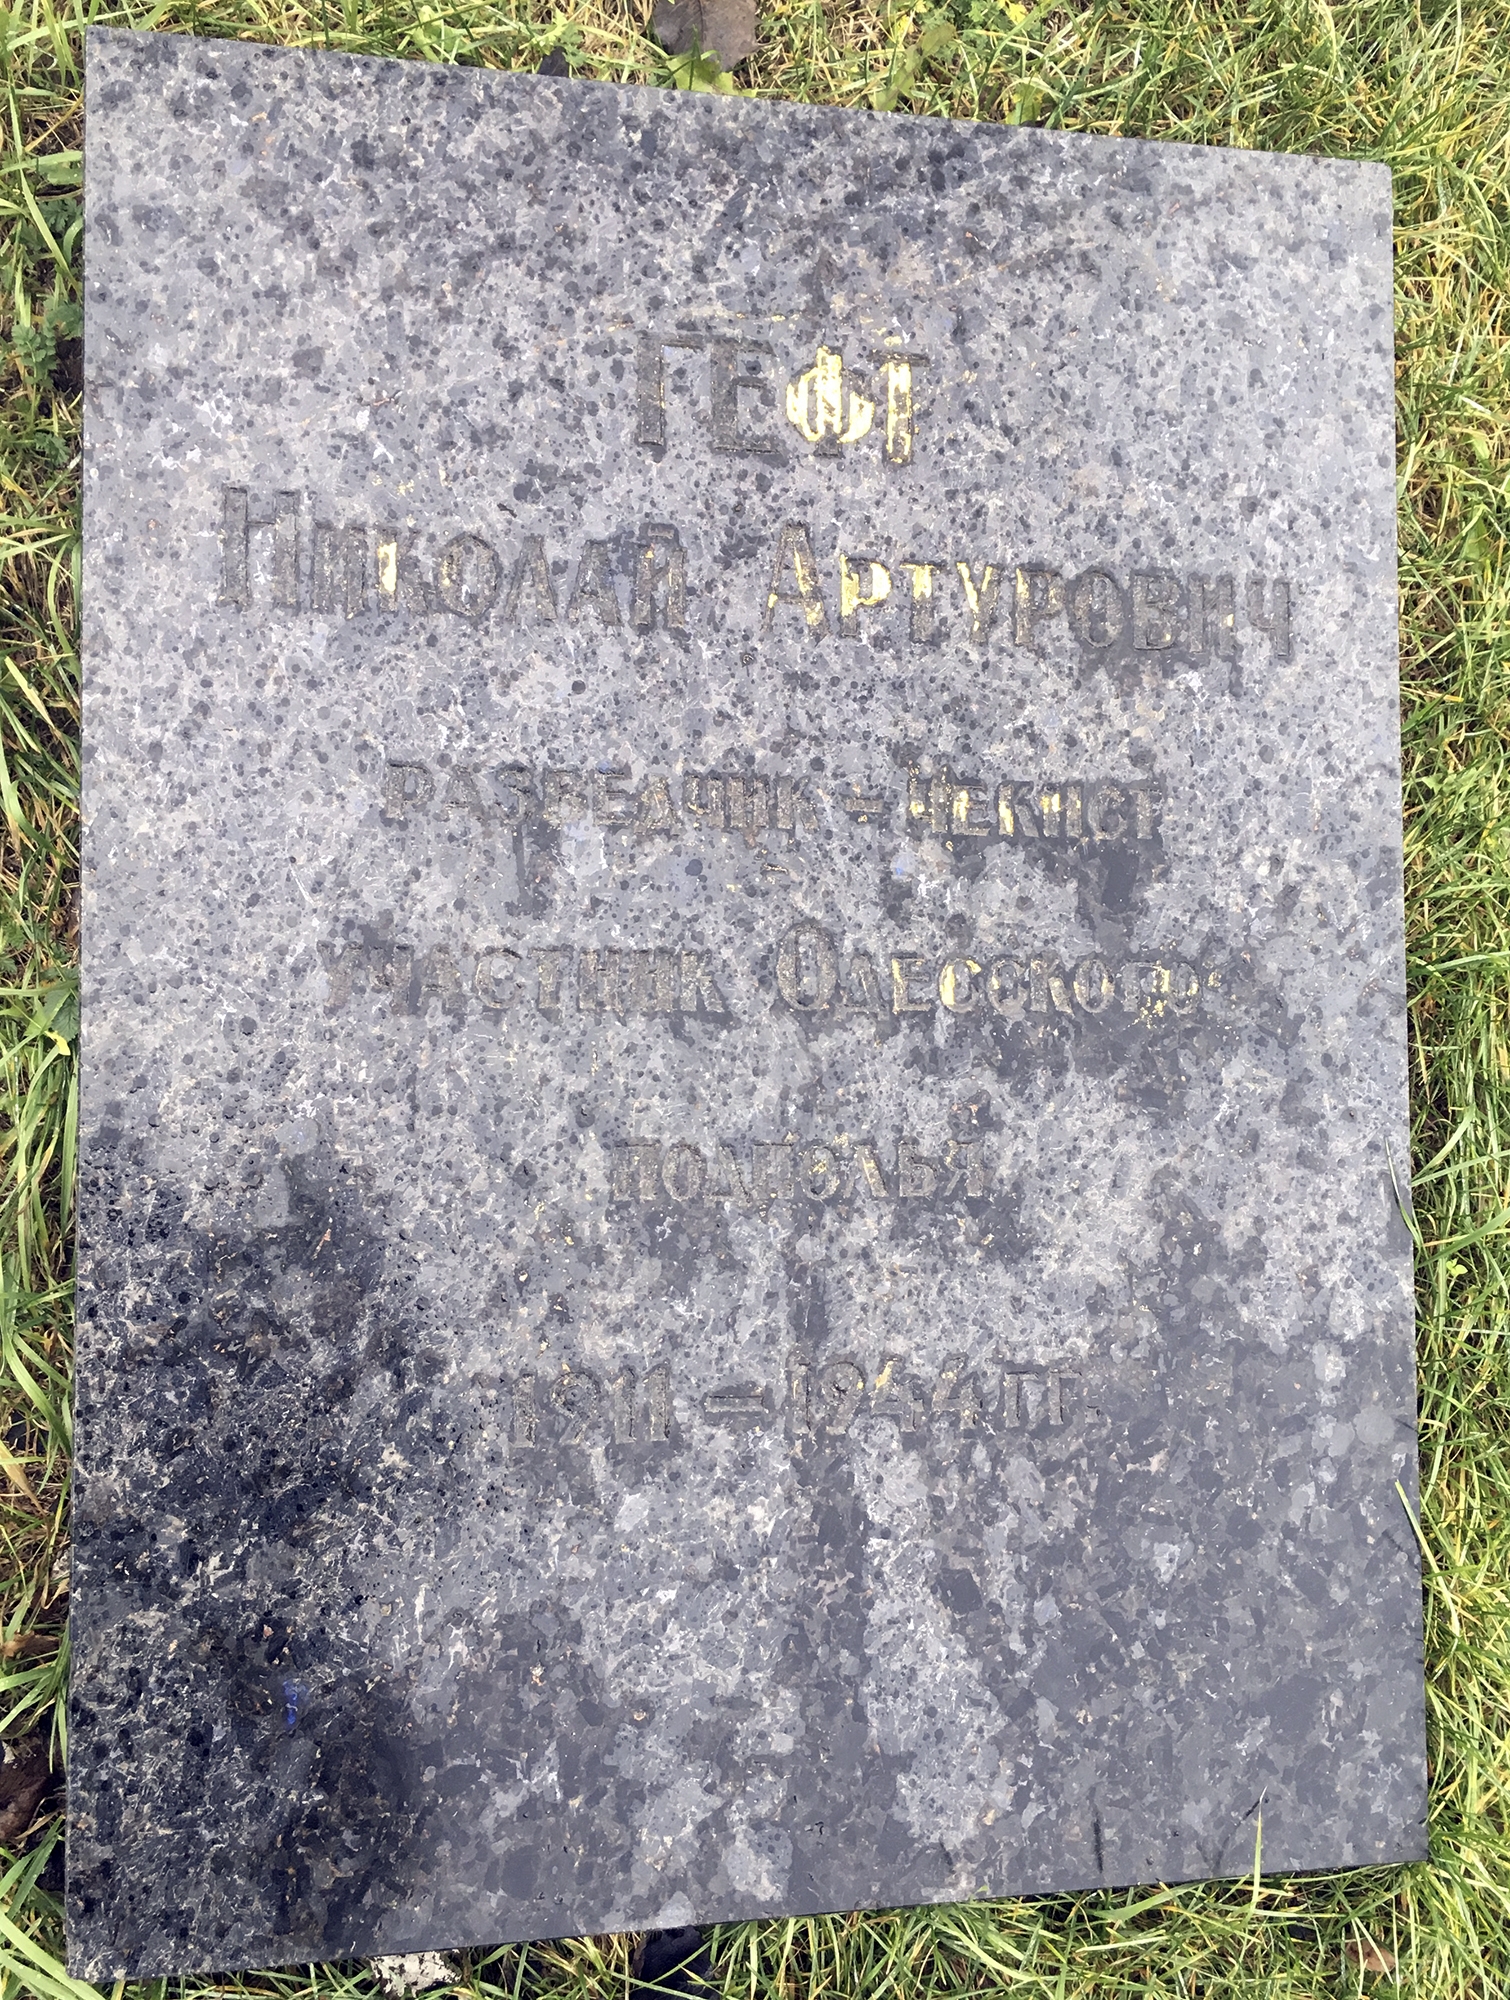 ГЕФТ
Николай Артурович
разведчик – чекист
участник Одесского
подполья
1911 – 1944 гг.